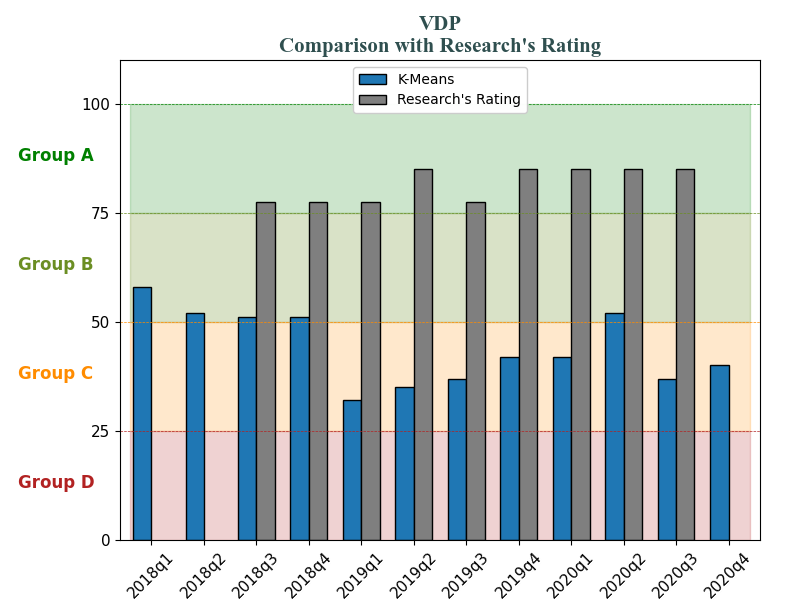 VDP
Comparison with Research's Rating
K-Means
Research's Rating
100
Group A
75
Group B
50
Group C
25
Group D
0
2018q1
2018q2
2018q3
2018q4
2019q1
2019q2
2019q3
2019q4
2020q1
2020q2
2020q3
2020q4